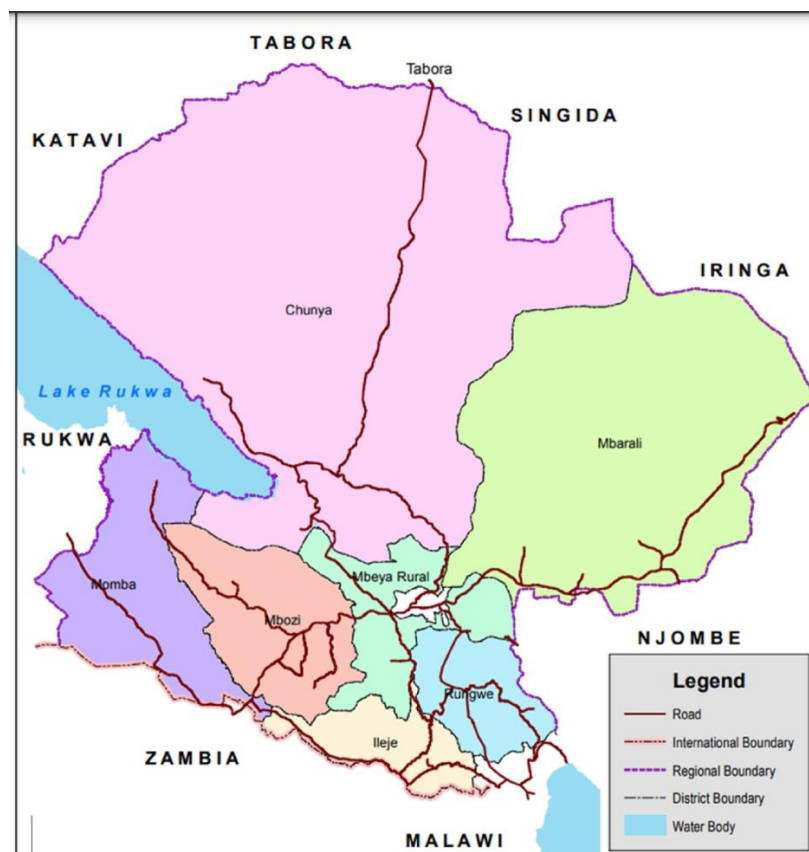 TABORA
Tabora
SINGIDA
KATAVI
IRINGA
Chunya
Lake Rukwa
RUKWA
Mbarali
Mbeya Rural
Momba
Mbozi
NJOMBE
Rungwe
Ileje
ZAMBIA
MALAWI
Legend
Road
International Boundary
Regional Boundary
District Boundary
Water Body